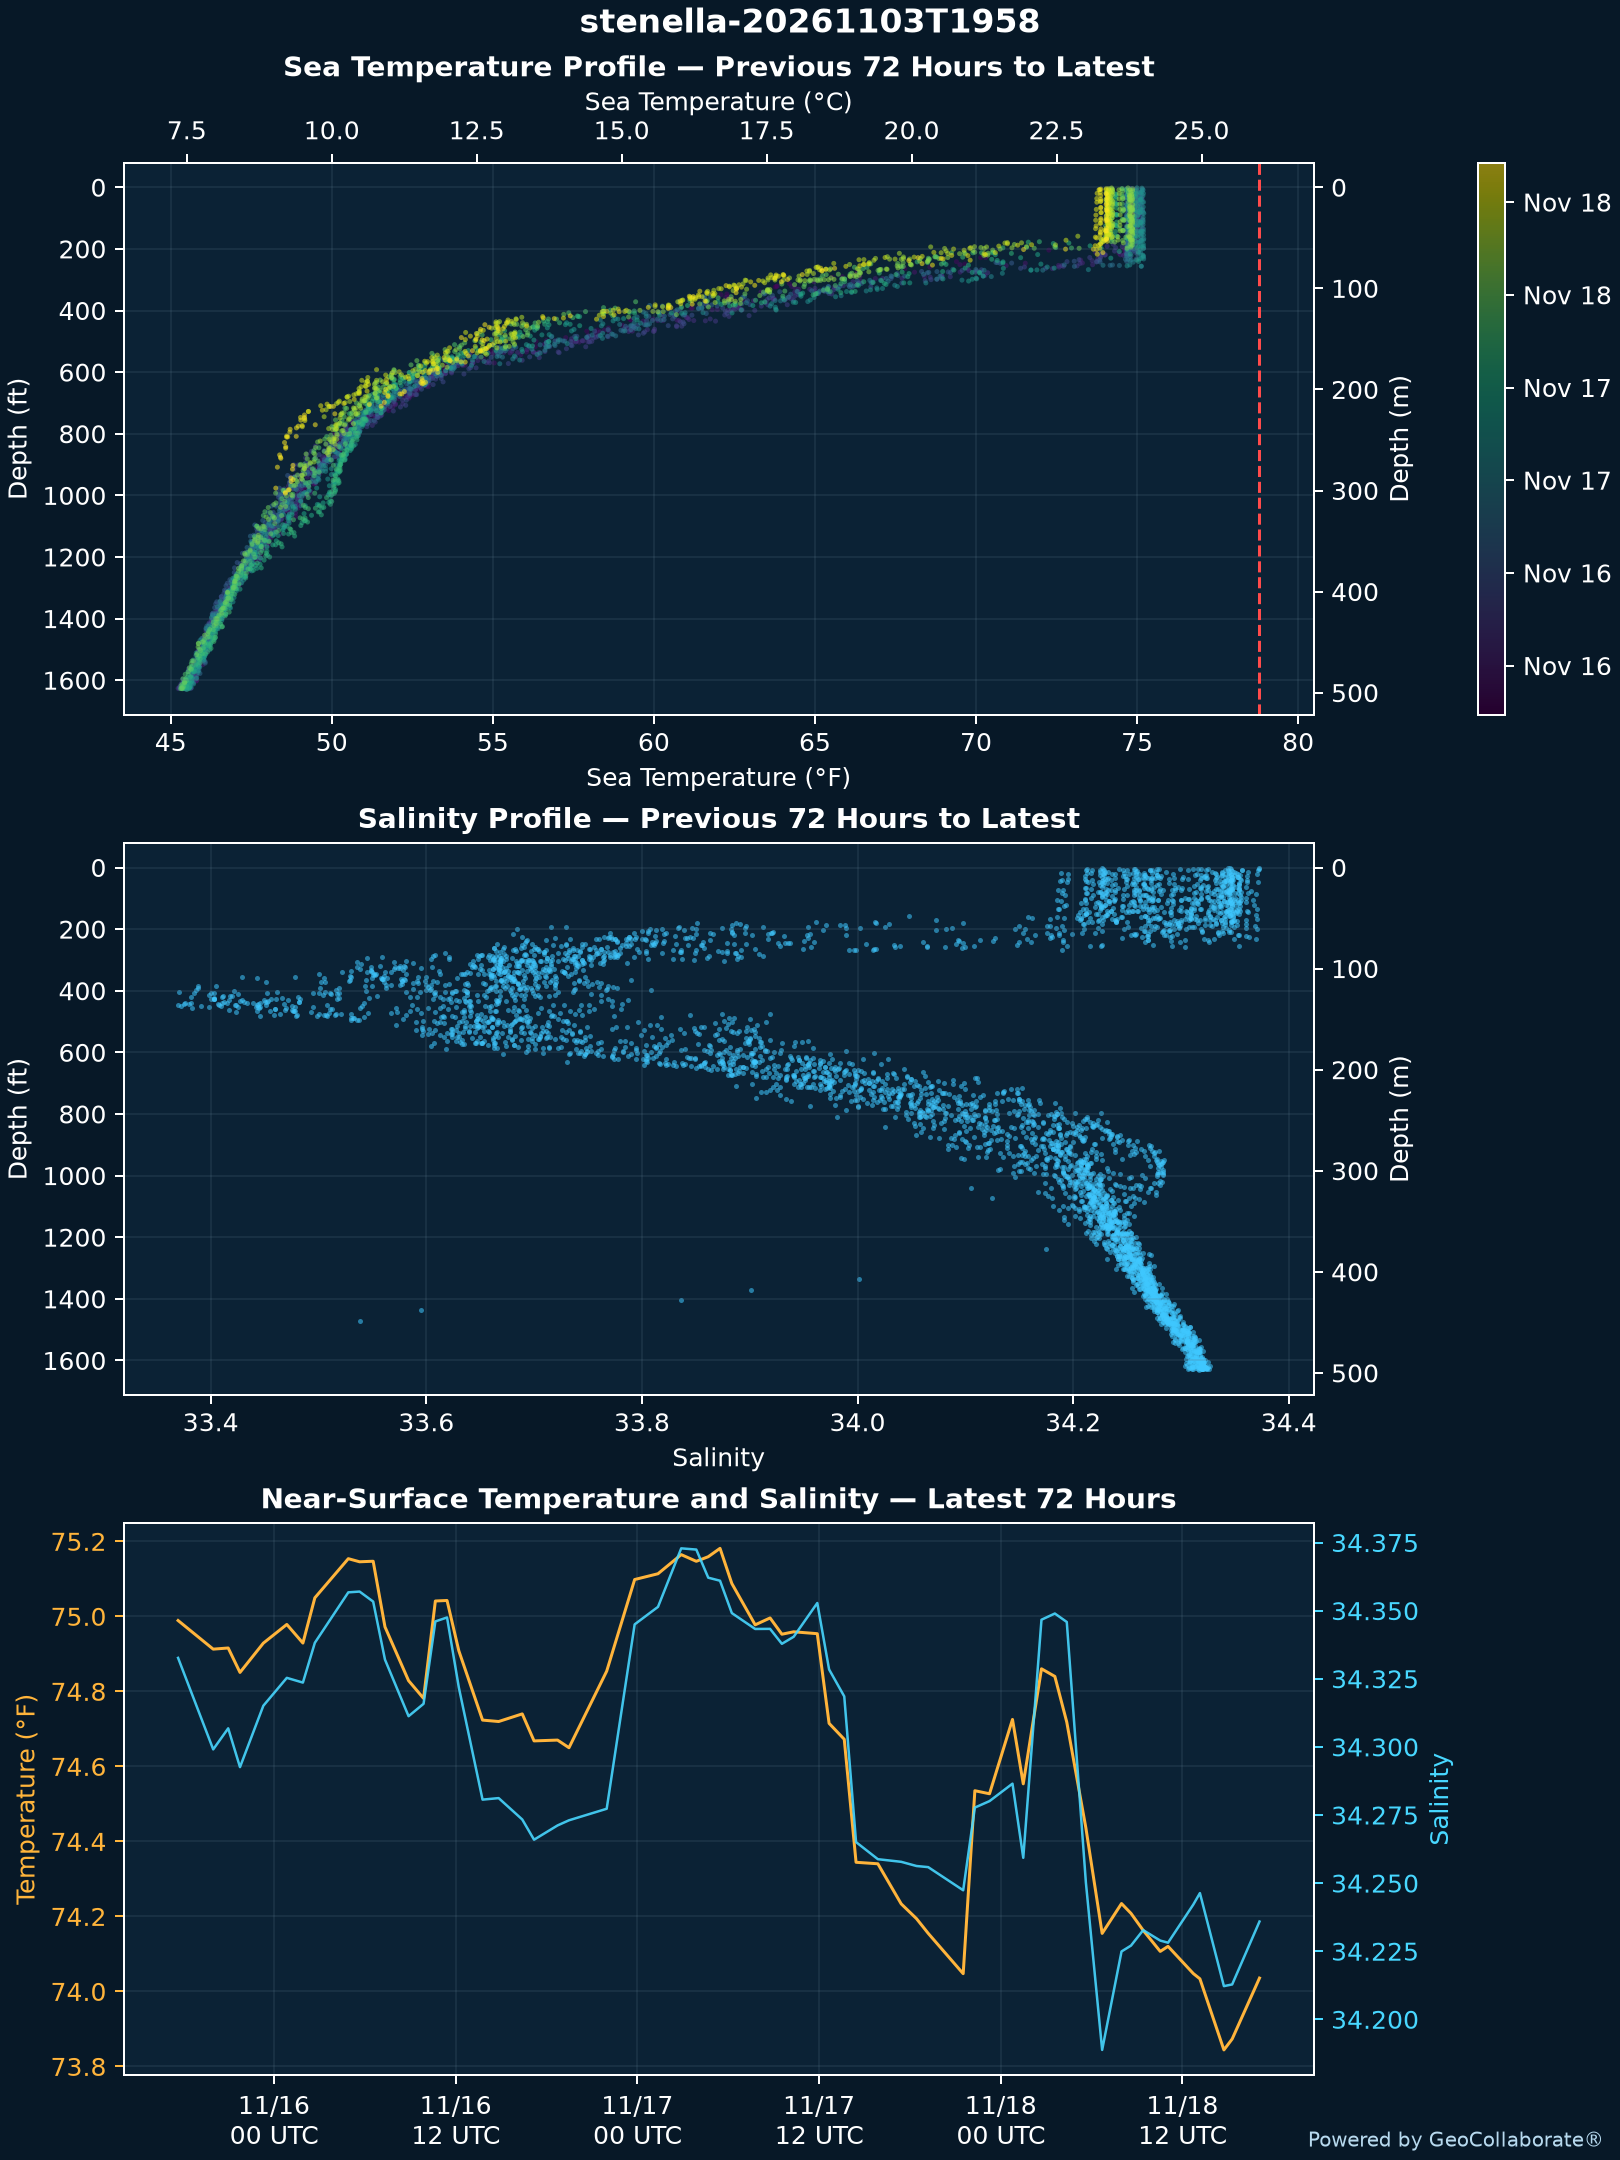 stenella-20261103T1958
Sea Temperature Profile — Previous 72 Hours to Latest
Sea Temperature (°C)
7.5 10.0 12.5 15.0 17.5 20.0 22.5 25.0
0
200
400
600
800
1000
1200
1400
1600
Depth (ft)
0
100
200
300
400
500
Depth (m)
45 50 55 60 65 70 75 80
Sea Temperature (°F)
Nov 18
Nov 18
Nov 17
Nov 17
Nov 16
Nov 16
Salinity Profile — Previous 72 Hours to Latest
0
200
400
600
800
1000
1200
1400
1600
Depth (ft)
0
100
200
300
400
500
Depth (m)
33.4 33.6 33.8 34.0 34.2 34.4
Salinity
Near-Surface Temperature and Salinity — Latest 72 Hours
75.2
75.0
74.8
74.6
74.4
74.2
74.0
73.8
Temperature (°F)
34.375
34.350
34.325
34.300
34.275
34.250
34.225
34.200
Salinity
11/16 11/16 11/17 11/17 11/18 11/18
00 UTC 12 UTC 00 UTC 12 UTC 00 UTC 12 UTC
Powered by GeoCollaborate®